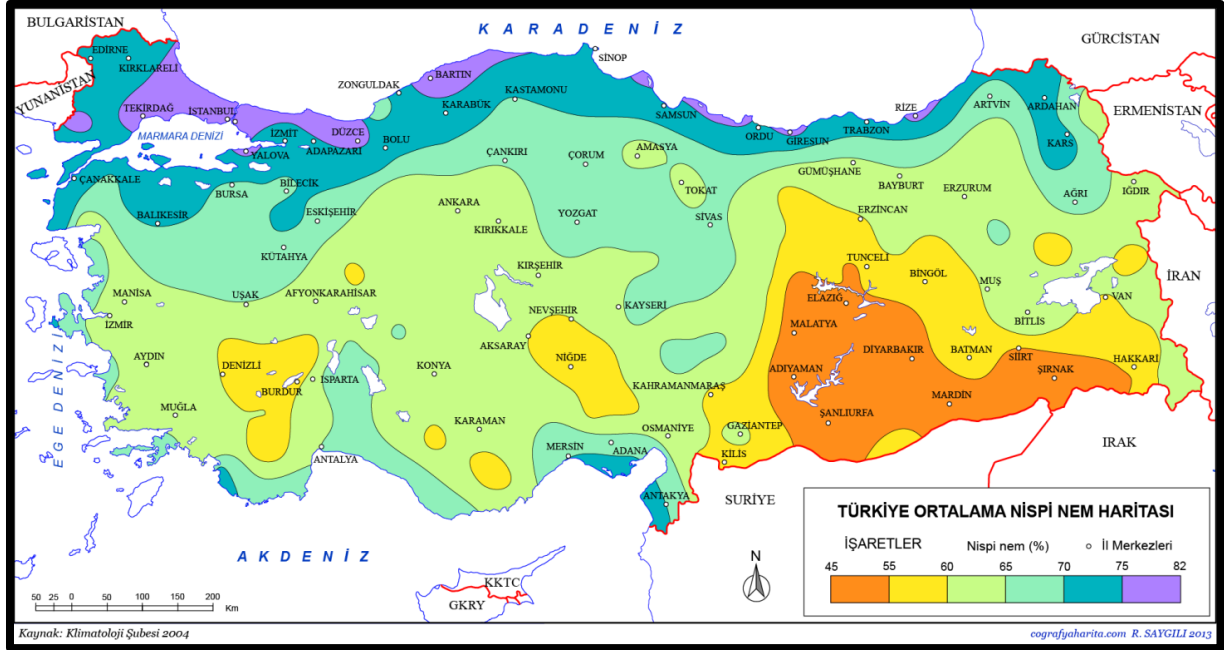 BULGARİSTAN
KARADENİZ
GÜRCİSTAN
EDİRNE
KIRKLARELİ
SİNOP
YUNANİSTAN
ZONGULDAK
BARTIN
KASTAMONU
ARTVİN
ARDAHAN
ERMENİSTAN
TEKİRDAĞ
İSTANBUL
KARABÜK
SAMSUN
RİZE
MARMARA DENİZİ
İZMİT
DÜZCE
ORDU
GİRESUN
TRABZON
KARS
YALOVA
ADAPAZARI
BOLU
ÇANKIRI
ÇORUM
AMASYA
GÜMÜŞHANE
ÇANAKKALE
BURSA
BİLECİK
TOKAT
BAYBURT
ERZURUM
AĞRI
IĞDIR
BALIKESİR
ESKİŞEHİR
ANKARA
KIRIKKALE
YOZGAT
SİVAS
ERZİNCAN
KÜTAHYA
TUNCELİ
BİNGÖL
MUŞ
İRAN
KIRŞEHİR
MANİSA
UŞAK
AFYONKARAHİSAR
NEVŞEHİR
KAYSERİ
ELAZIĞ
VAN
İZMİR
BİTLİS
AKSARAY
MALATYA
EGE DENİZİ
AYDIN
DENİZLİ
NİĞDE
DİYARBAKIR
BATMAN
SİİRT
HAKKARİ
BURDUR
ISPARTA
KONYA
KAHRAMANMARAŞ
ADIYAMAN
ŞIRNAK
MUĞLA
KARAMAN
MARDİN
ŞANLIURFA
OSMANİYE
GAZİANTEP
ANTALYA
MERSİN
ADANA
KİLİS
IRAK
ANTAKYA
SURİYE
AKDENİZ
KKTC
GKRY
N
TÜRKİYE ORTALAMA NİSPİ NEM HARİTASI
İŞARETLER Nispi nem (%) İl Merkezleri
45 55 60 65 70 75 82
50 25 0 50 100 150 200
Km
Kaynak: Klimatoloji Şubesi 2004
cografyaharita.com R. SAYGILI 2013